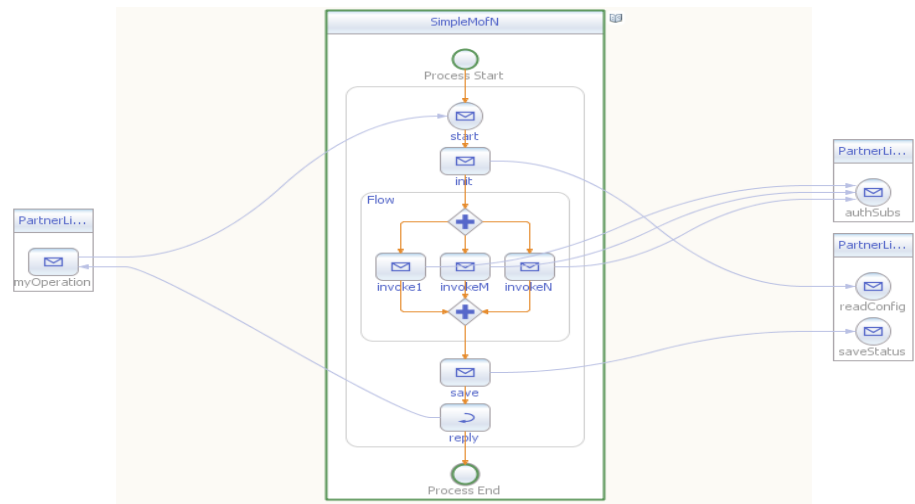 SimpleMofN
Process Start
start
init
Flow
invoke1
invokeM
invokeN
save
reply
Process End
PartnerLi...
myOperation
PartnerLi...
authSubs
PartnerLi...
readConfig
saveStatus